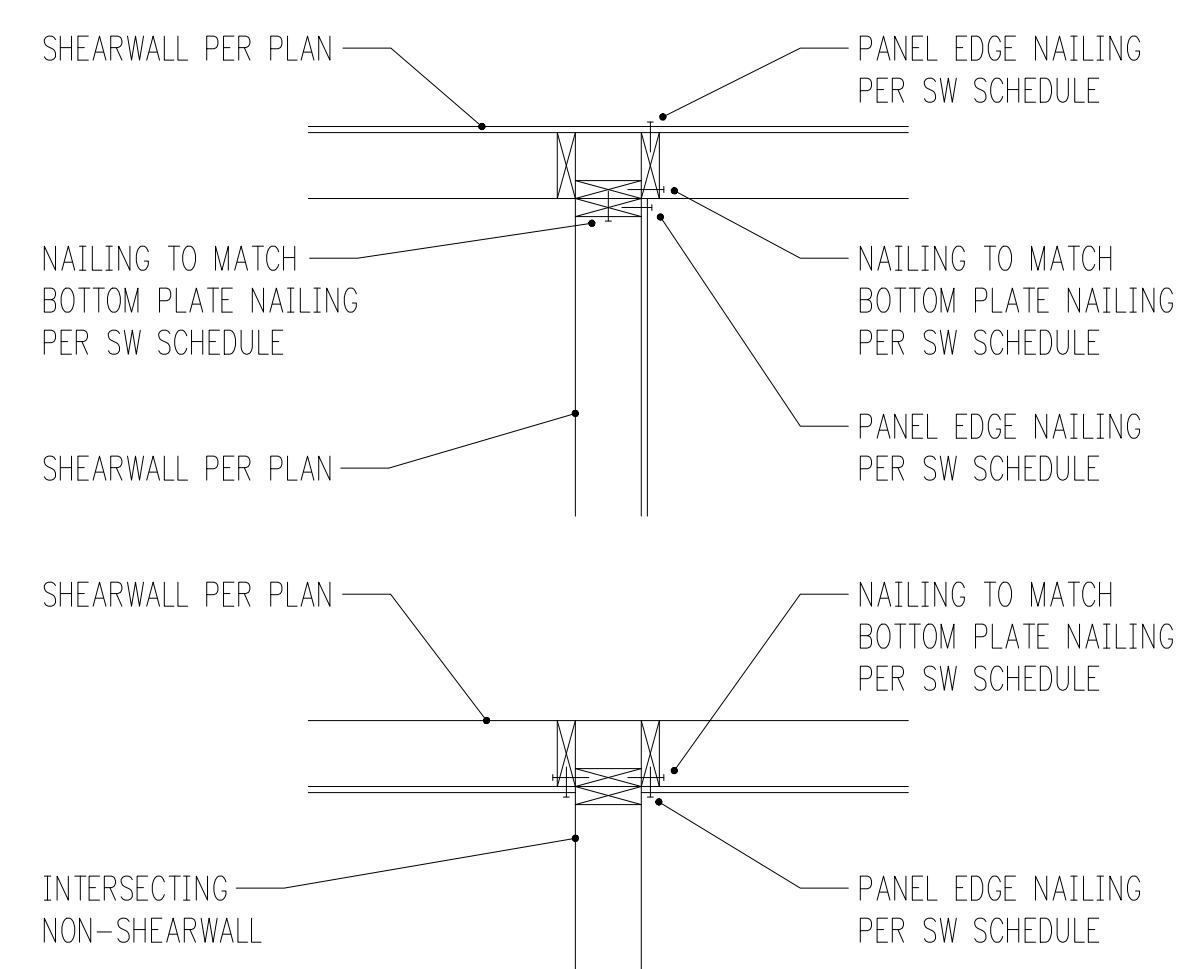 SHEARWALL PER PLAN
PANEL EDGE NAILING
PER SW SCHEDULE
NAILING TO MATCH
BOTTOM PLATE NAILING
PER SW SCHEDULE
NAILING TO MATCH
BOTTOM PLATE NAILING
PER SW SCHEDULE
SHEARWALL PER PLAN
PANEL EDGE NAILING
PER SW SCHEDULE
SHEARWALL PER PLAN
NAILING TO MATCH
BOTTOM PLATE NAILING
PER SW SCHEDULE
INTERSECTING
NON-SHEARWALL
PANEL EDGE NAILING
PER SW SCHEDULE